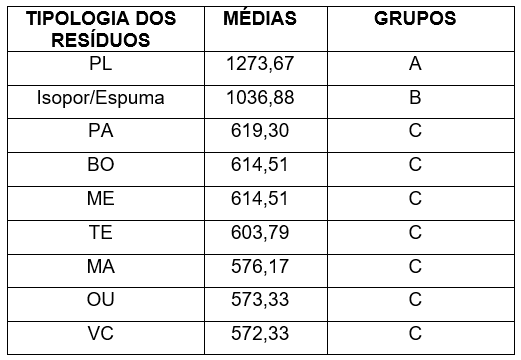 TIPOLOGIA DOS RESÍDUOS MÉDIAS GRUPOS
PL 1273,67 A
Isopor/Espuma 1036,88 B
PA 619,30 C
BO 614,51 C
ME 614,51 C
TE 603,79 C
MA 576,17 C
OU 573,33 C
VC 572,33 C